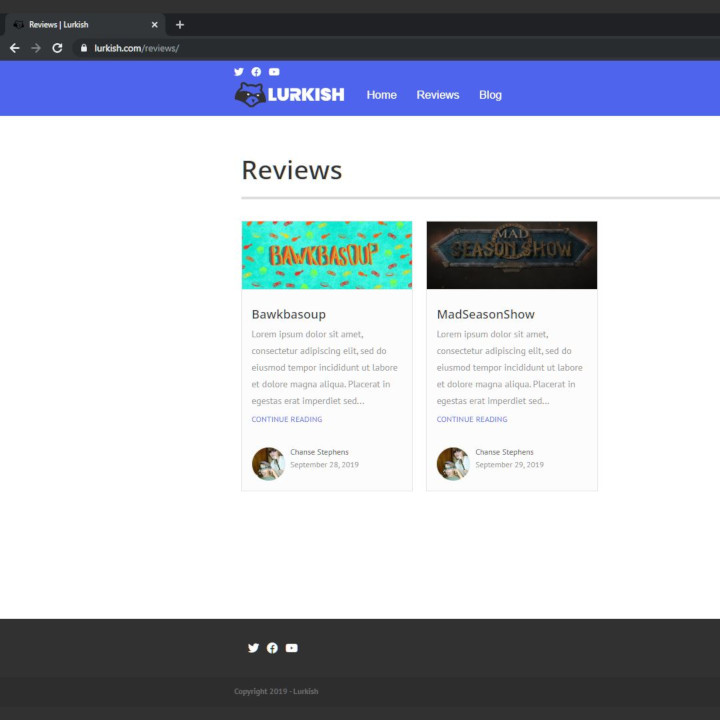 Reviews | Lurkish
lurkish.com/reviews/
LURKISH
Home Reviews Blog
Reviews
BAWKBASOUP
Bawkbasoup
Lorem ipsum dolor sit amet,
consectetur adipiscing elit, sed do
eiusmod tempor incididunt ut labore
et dolore magna aliqua. Placerat in
egestas erat imperdiet sed...
CONTINUE READING
Chanse Stephens
September 28, 2019
MAD
SEASON SHOW
MadSeasonShow
Lorem ipsum dolor sit amet,
consectetur adipiscing elit, sed do
eiusmod tempor incididunt ut labore
et dolore magna aliqua. Placerat in
egestas erat imperdiet sed...
CONTINUE READING
Chanse Stephens
September 29, 2019
Copyright 2019 - Lurkish